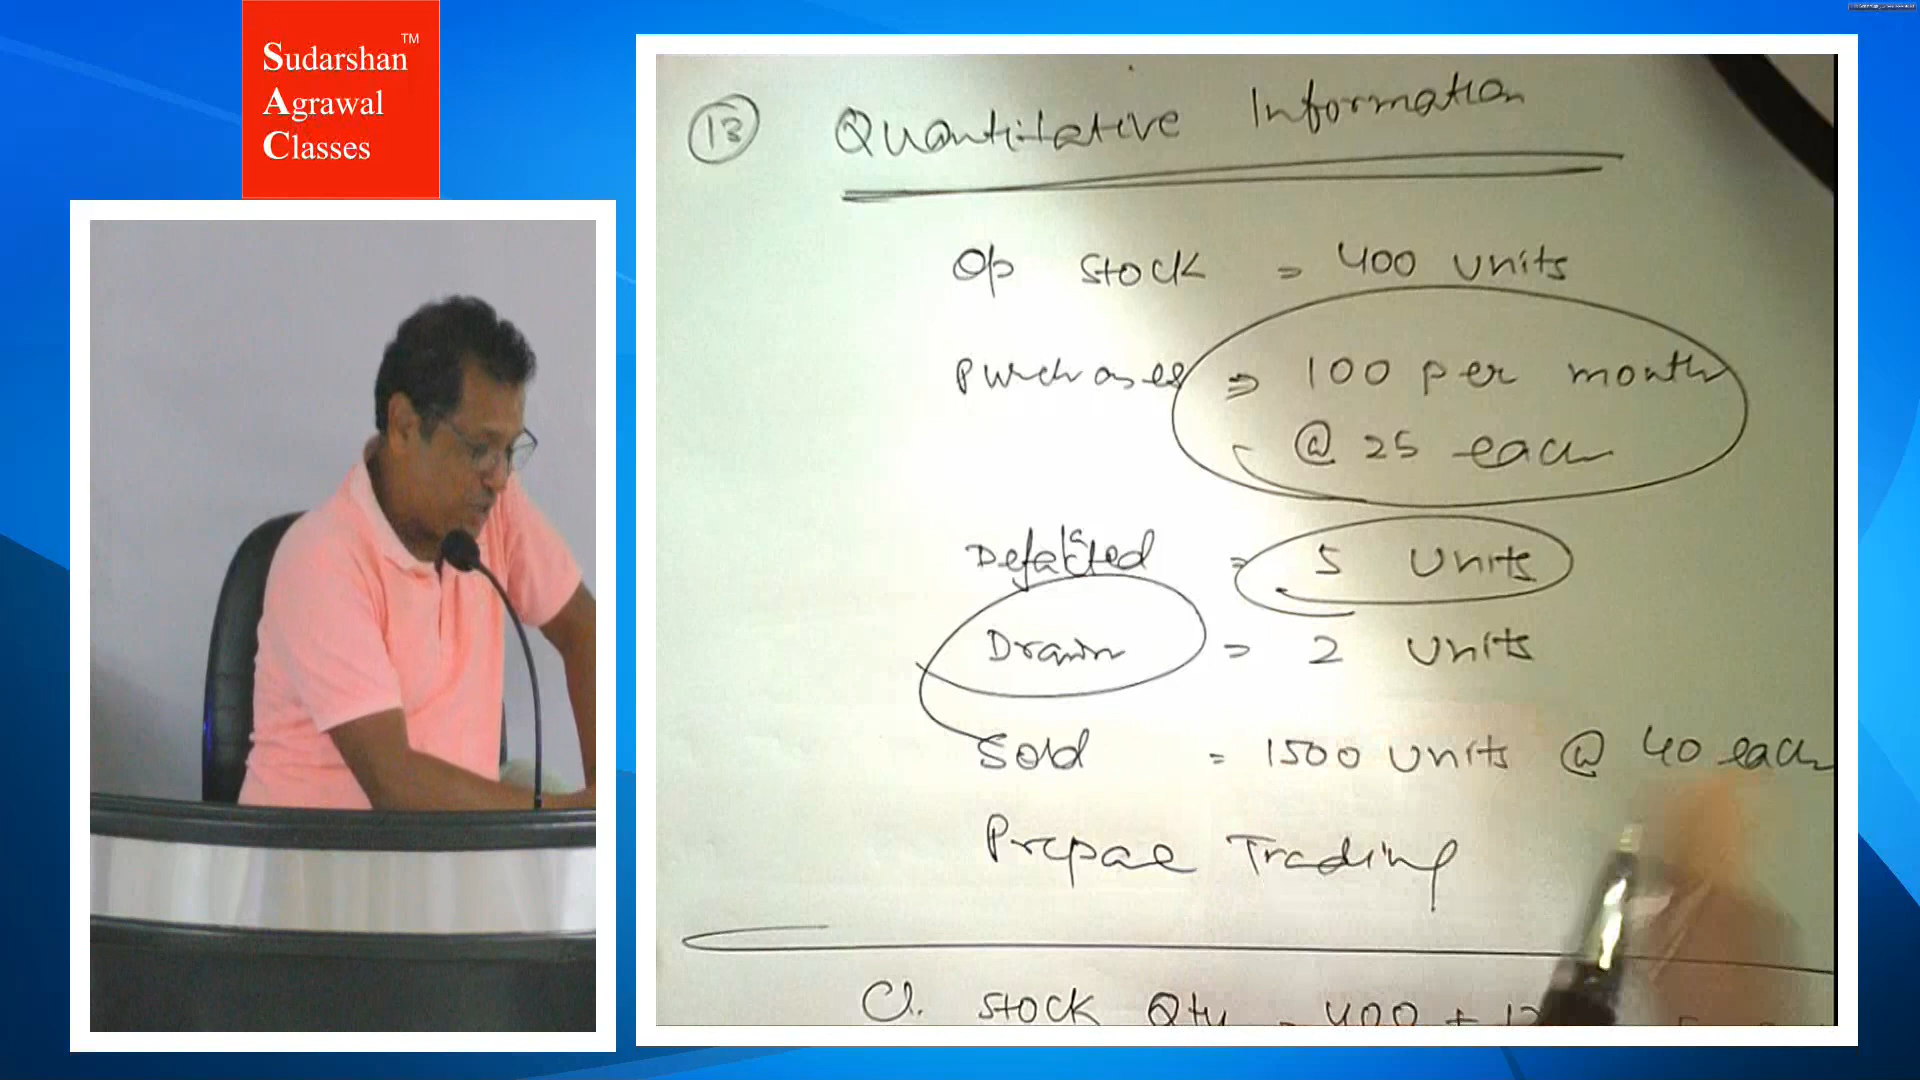 Sudarshan™
Agrawal
Classes
13 Quantitative Information
Op stock = 400 units
Purchases ⇒ 100 per month
@ 25 each
Defected = 5 Units
Drawn = 2 Units
Sold = 1500 Units @ 40 each
Prepare Trading
Cl. stock Qty = 400 +